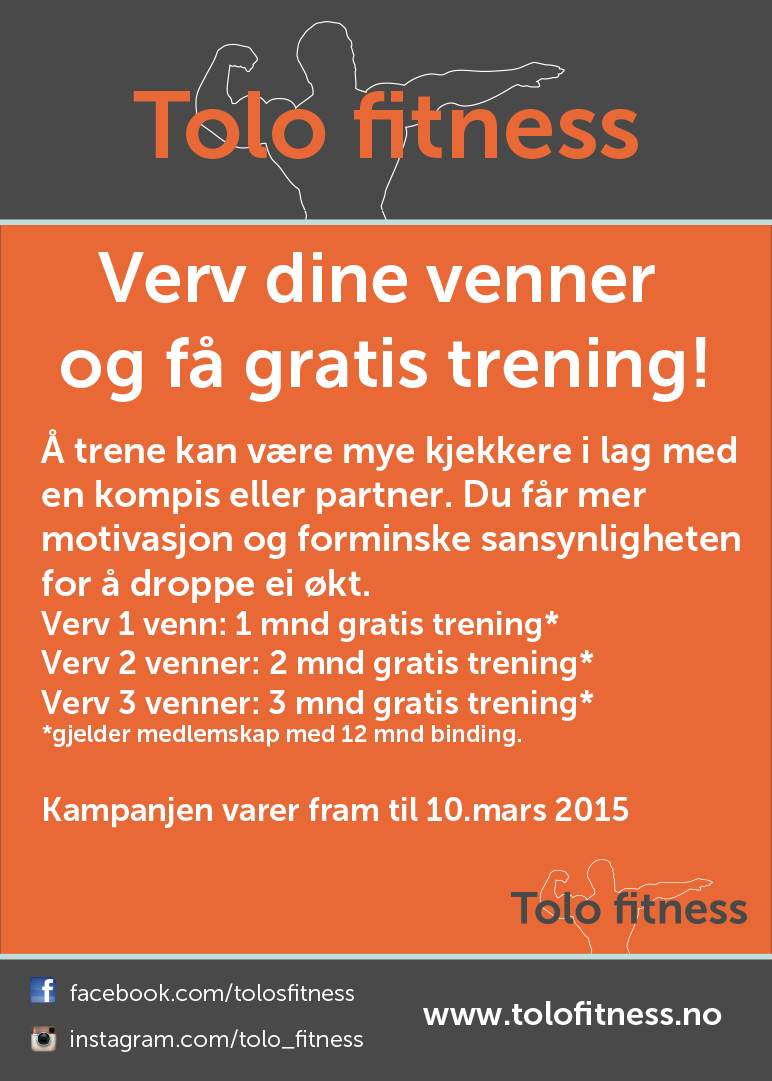 Tolo fitness
Verv dine venner
og få gratis trening!
Å trene kan være mye kjekkere i lag med
en kompis eller partner. Du får mer
motivasjon og forminske sansynligheten
for å droppe ei økt.
Verv 1 venn: 1 mnd gratis trening*
Verv 2 venner: 2 mnd gratis trening*
Verv 3 venner: 3 mnd gratis trening*
*gjelder medlemskap med 12 mnd binding.
Kampanjen varer fram til 10.mars 2015
Tolo fitness
facebook.com/tolosfitness
www.tolofitness.no
instagram.com/tolo_fitness